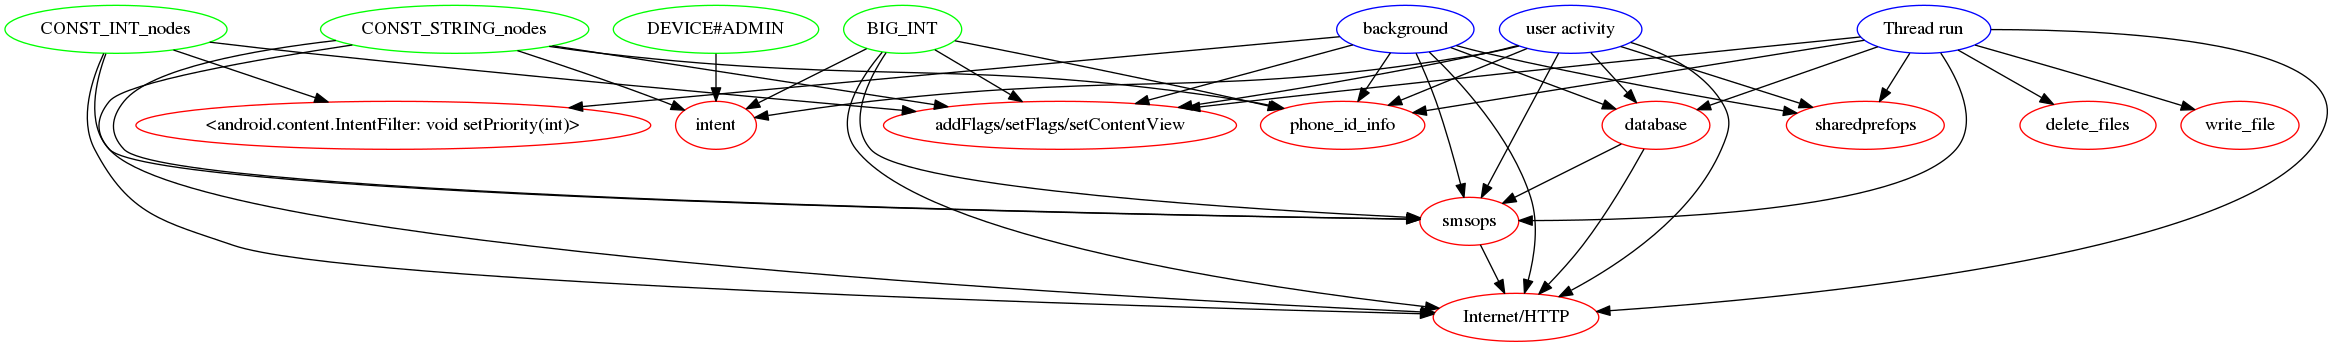 CONST_INT_nodes
CONST_STRING_nodes
DEVICE#ADMIN
BIG_INT
background
user activity
Thread run
<android.content.IntentFilter: void setPriority(int)>
intent
addFlags/setFlags/setContentView
phone_id_info
database
sharedprefops
delete_files
write_file
smsops
Internet/HTTP